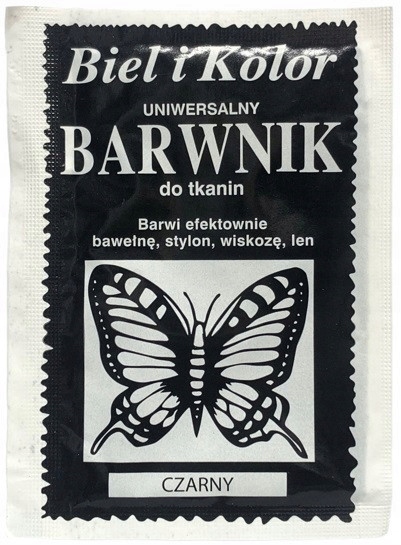 Biel i Kolor
UNIWERSALNY
BARWNIK
do tkanin
Barwi efektownie
bawełnę, stylon, wiskozę, len
CZARNY